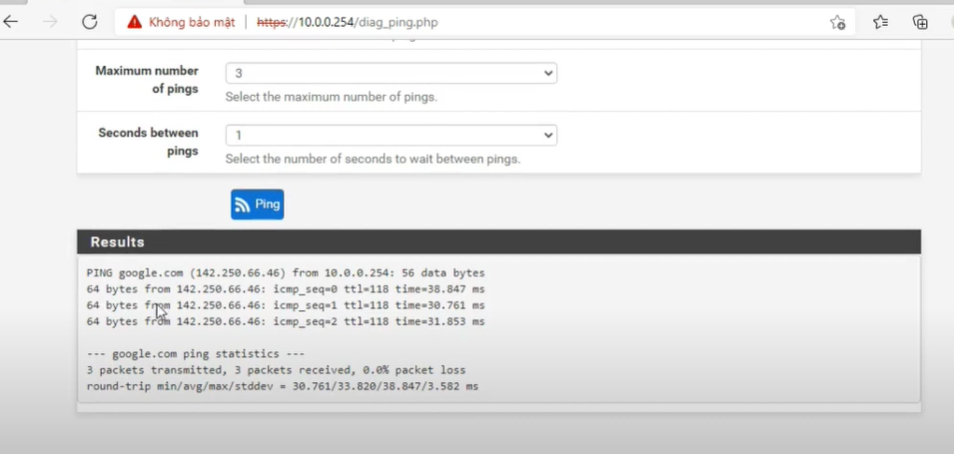 Không bảo mật https://10.0.0.254/diag_ping.php
Maximum number
of pings
3
Select the maximum number of pings.
Seconds between
pings
1
Select the number of seconds to wait between pings.
Ping
Results
PING google.com (142.250.66.46) from 10.0.0.254: 56 data bytes
64 bytes from 142.250.66.46: icmp_seq=0 ttl=118 time=38.847 ms
64 bytes from 142.250.66.46: icmp_seq=1 ttl=118 time=30.761 ms
64 bytes from 142.250.66.46: icmp_seq=2 ttl=118 time=31.853 ms
--- google.com ping statistics ---
3 packets transmitted, 3 packets received, 0.0% packet loss
round-trip min/avg/max/stddev = 30.761/33.820/38.847/3.582 ms